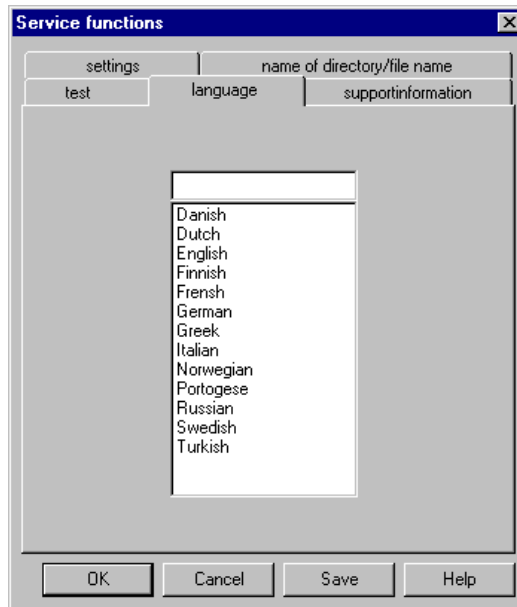 Service functions
settings
name of directory/file name
test
language
supportinformation
Danish
Dutch
English
Finnish
Frensh
German
Greek
Italian
Norwegian
Portogese
Russian
Swedish
Turkish
OK
Cancel
Save
Help